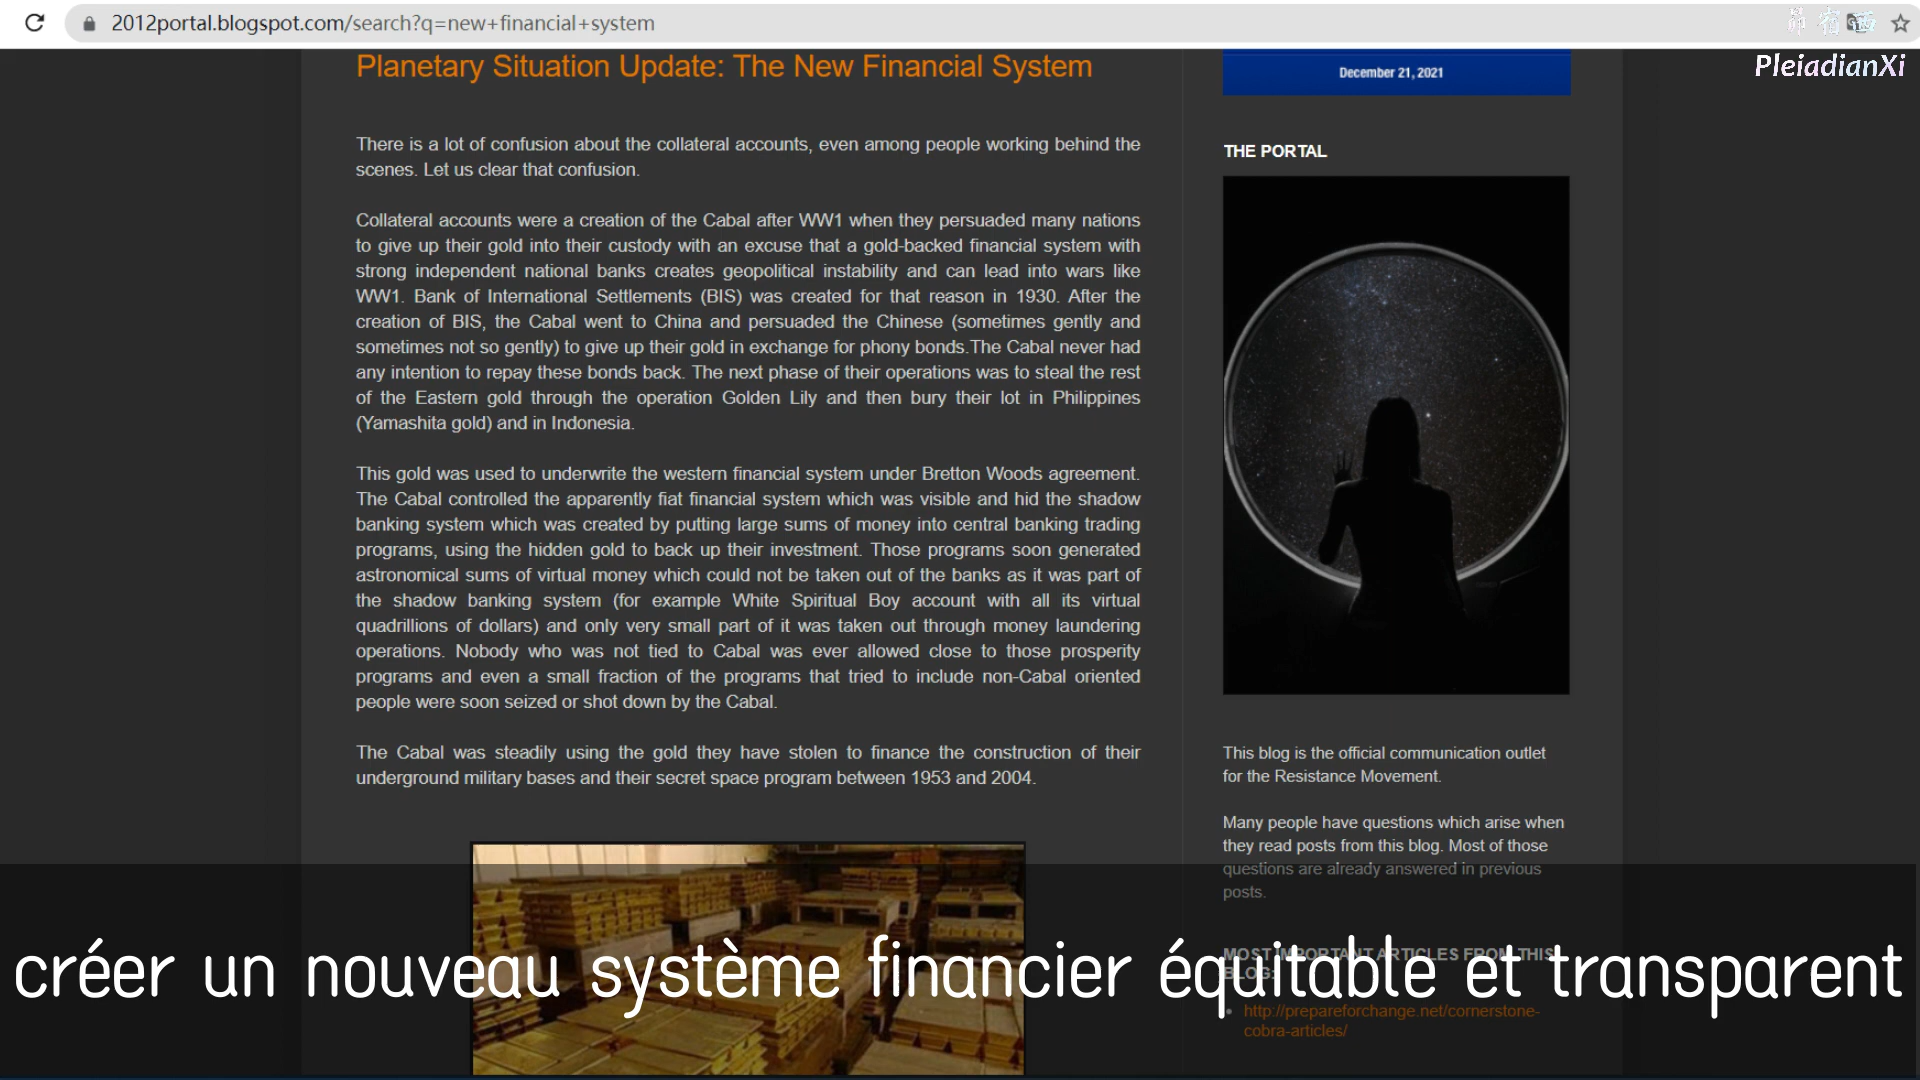 2012portal.blogspot.com/search?q=new+financial+system
昴宿西
PleiadianXi
Planetary Situation Update: The New Financial System
There is a lot of confusion about the collateral accounts, even among people working behind the
scenes. Let us clear that confusion.
Collateral accounts were a creation of the Cabal after WW1 when they persuaded many nations
to give up their gold into their custody with an excuse that a gold-backed financial system with
strong independent national banks creates geopolitical instability and can lead into wars like
WW1. Bank of International Settlements (BIS) was created for that reason in 1930. After the
creation of BIS, the Cabal went to China and persuaded the Chinese (sometimes gently and
sometimes not so gently) to give up their gold in exchange for phony bonds.The Cabal never had
any intention to repay these bonds back. The next phase of their operations was to steal the rest
of the Eastern gold through the operation Golden Lily and then bury their lot in Philippines
(Yamashita gold) and in Indonesia.
This gold was used to underwrite the western financial system under Bretton Woods agreement.
The Cabal controlled the apparently fiat financial system which was visible and hid the shadow
banking system which was created by putting large sums of money into central banking trading
programs, using the hidden gold to back up their investment. Those programs soon generated
astronomical sums of virtual money which could not be taken out of the banks as it was part of
the shadow banking system (for example White Spiritual Boy account with all its virtual
quadrillions of dollars) and only very small part of it was taken out through money laundering
operations. Nobody who was not tied to Cabal was ever allowed close to those prosperity
programs and even a small fraction of the programs that tried to include non-Cabal oriented
people were soon seized or shot down by the Cabal.
The Cabal was steadily using the gold they have stolen to finance the construction of their
underground military bases and their secret space program between 1953 and 2004.
December 21, 2021
THE PORTAL
This blog is the official communication outlet
for the Resistance Movement.
Many people have questions which arise when
they read posts from this blog. Most of those
questions are already answered in previous
posts.
MOST IMPORTANT ARTICLES FROM THIS
BLOG:
http://prepareforchange.net/cornerstone-
cobra-articles/
créer un nouveau système financier équitable et transparent